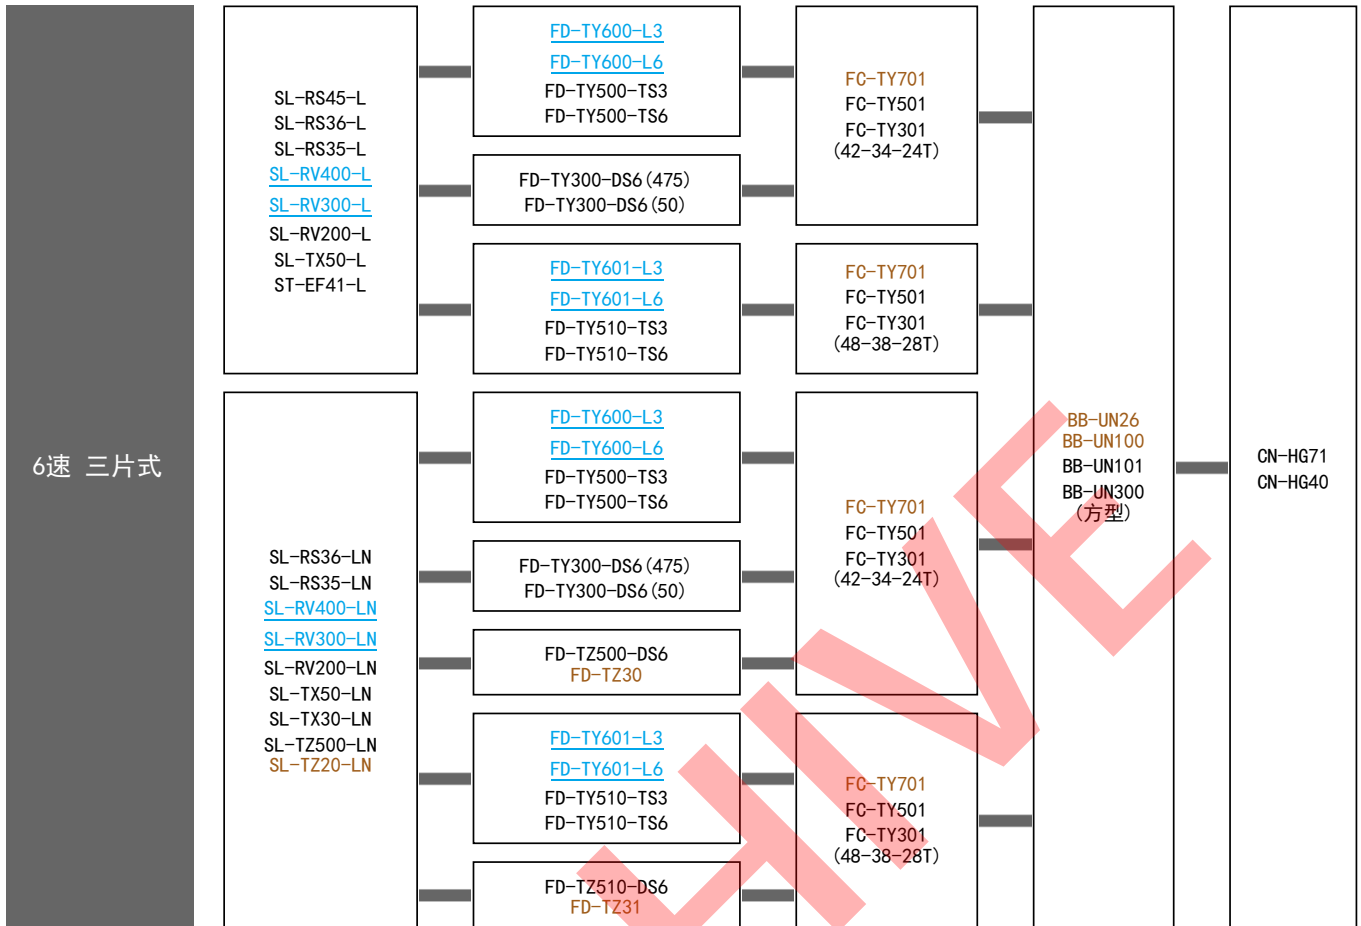 6速 三片式
SL-RS45-L
SL-RS36-L
SL-RS35-L
SL-RV400-L
SL-RV300-L
SL-RV200-L
SL-TX50-L
ST-EF41-L
FD-TY600-L3
FD-TY600-L6
FD-TY500-TS3
FD-TY500-TS6
FD-TY300-DS6(475)
FD-TY300-DS6(50)
FC-TY701
FC-TY501
FC-TY301
(42-34-24T)
FD-TY601-L3
FD-TY601-L6
FD-TY510-TS3
FD-TY510-TS6
FC-TY701
FC-TY501
FC-TY301
(48-38-28T)
SL-RS36-LN
SL-RS35-LN
SL-RV400-LN
SL-RV300-LN
SL-RV200-LN
SL-TX50-LN
SL-TX30-LN
SL-TZ500-LN
SL-TZ20-LN
FD-TY600-L3
FD-TY600-L6
FD-TY500-TS3
FD-TY500-TS6
FD-TY300-DS6(475)
FD-TY300-DS6(50)
FD-TZ500-DS6
FD-TZ30
FC-TY701
FC-TY501
FC-TY301
(42-34-24T)
FD-TY601-L3
FD-TY601-L6
FD-TY510-TS3
FD-TY510-TS6
FD-TZ510-DS6
FD-TZ31
FC-TY701
FC-TY501
FC-TY301
(48-38-28T)
BB-UN26
BB-UN100
BB-UN101
BB-UN300
(方型)
CN-HG71
CN-HG40
HIVE